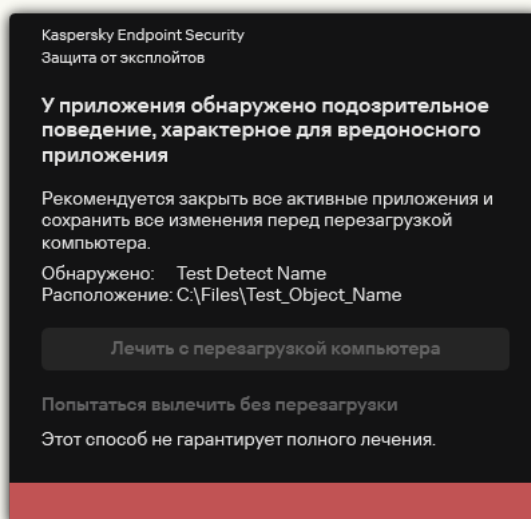 Kaspersky Endpoint Security
Защита от эксплойтов
У приложения обнаружено подозрительное
поведение, характерное для вредоносного
приложения
Рекомендуется закрыть все активные приложения и
сохранить все изменения перед перезагрузкой
компьютера.
Обнаружено: Test Detect Name
Расположение: C:\Files\Test_Object_Name
Лечить с перезагрузкой компьютера
Попытаться вылечить без перезагрузки
Этот способ не гарантирует полного лечения.